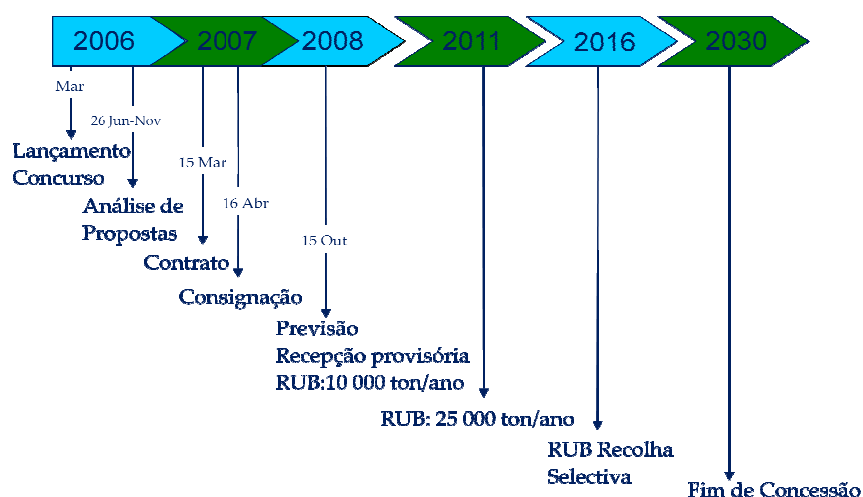 2006 2007 2008 2011 2016 2030
Mar
26 Jun-Nov
Lançamento
Concurso
15 Mar
Análise de
Propostas
16 Abr
Contrato
15 Out
Consignação
Previsão
Recepção provisória
RUB:10 000 ton/ano
RUB: 25 000 ton/ano
RUB Recolha
Selectiva
Fim de Concessão